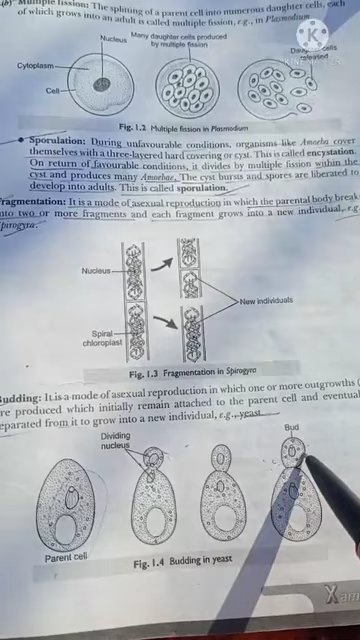 (b) Multiple fission: The splitting of a parent cell into numerous daughter cells, each
of which grows into an adult is called multiple fission, e.g., in Plasmodium.
Nucleus
Many daughter cells produced
by multiple fission
Daughter cells
released
Cytoplasm
Cell
Fig. 1.2 Multiple fission in Plasmodium
• Sporulation: During unfavourable conditions, organisms like Amoeba cover
themselves with a three-layered hard covering or cyst. This is called encystation.
On return of favourable conditions, it divides by multiple fission within the
cyst and produces many Amoebae. The cyst bursts and spores are liberated to
develop into adults. This is called sporulation.
Fragmentation: It is a mode of asexual reproduction in which the parental body break
into two or more fragments and each fragment grows into a new individual, e.g.
Spirogyra.
Nucleus
New individuals
Spiral
chloroplast
Fig. 1.3 Fragmentation in Spirogyra
Budding: It is a mode of asexual reproduction in which one or more outgrowths (
re produced which initially remain attached to the parent cell and eventual
eparated from it to grow into a new individual, e.g., yeast.
Bud
Dividing
nucleus
Parent cell
Fig. 1.4 Budding in yeast
Xam